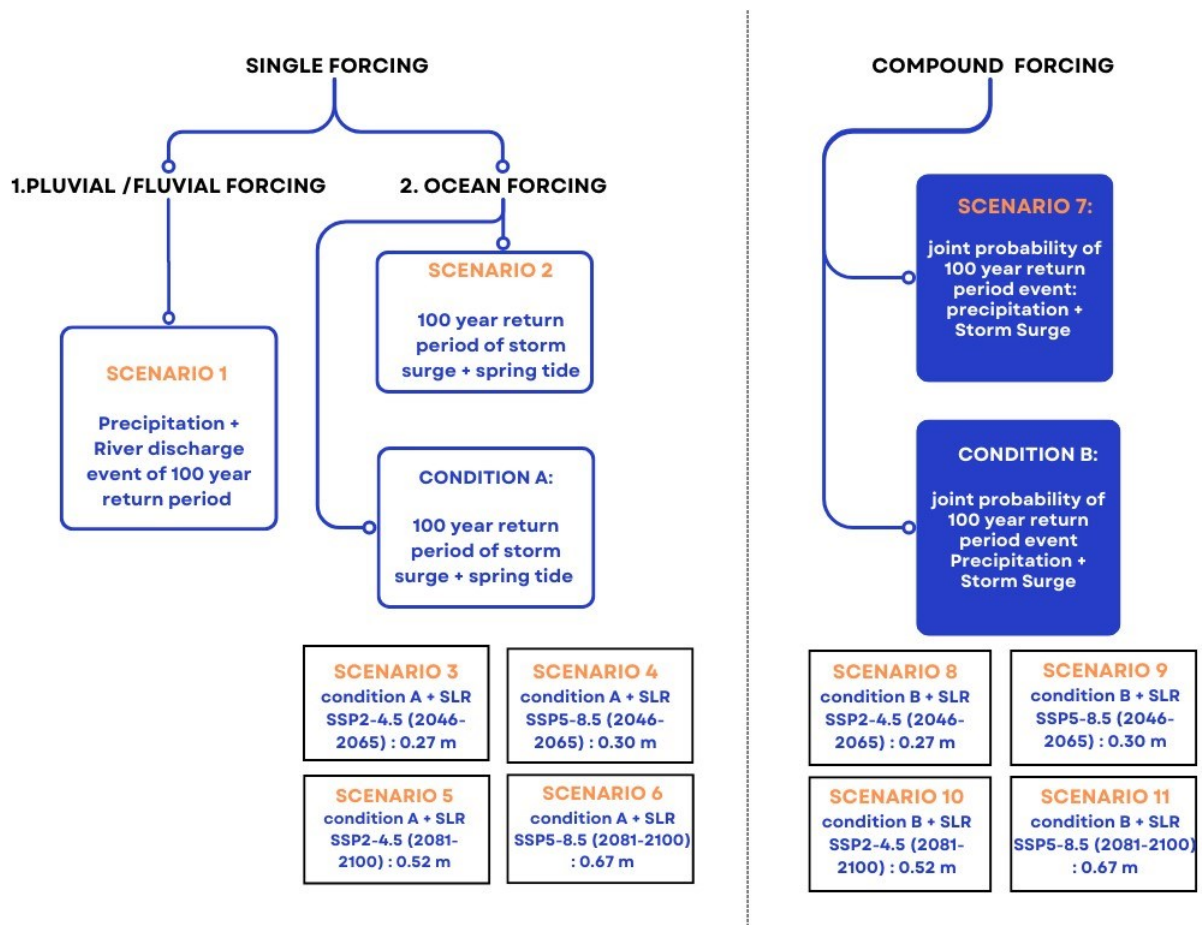 SINGLE FORCING
1.PLUVIAL /FLUVIAL FORCING
2. OCEAN FORCING
SCENARIO 1
Precipitation +
River discharge
event of 100 year
return period
SCENARIO 2
100 year return
period of storm
surge + spring tide
CONDITION A:
100 year return
period of storm
surge + spring tide
SCENARIO 3
condition A + SLR
SSP2-4.5 (2046-
2065) : 0.27 m
SCENARIO 4
condition A + SLR
SSP5-8.5 (2046-
2065) : 0.30 m
SCENARIO 5
condition A + SLR
SSP2-4.5 (2081-
2100) : 0.52 m
SCENARIO 6
condition A + SLR
SSP5-8.5 (2081-2100)
: 0.67 m
COMPOUND FORCING
SCENARIO 7:
joint probability of
100 year return
period event:
precipitation +
Storm Surge
CONDITION B:
joint probability of
100 year return
period event
Precipitation +
Storm Surge
SCENARIO 8
condition B + SLR
SSP2-4.5 (2046-
2065) : 0.27 m
SCENARIO 9
condition B + SLR
SSP5-8.5 (2046-
2065) : 0.30 m
SCENARIO 10
condition B + SLR
SSP2-4.5 (2081-
2100) : 0.52 m
SCENARIO 11
condition B + SLR
SSP5-8.5 (2081-2100)
: 0.67 m